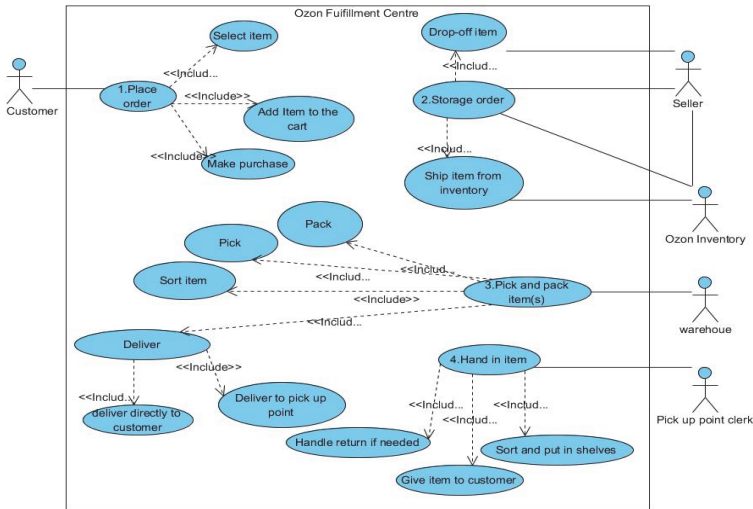 Ozon Fuifillment Centre
Select item
<<Includ...
1.Place
order
<<Include>>
Add Item to the
cart
<<Include>>
Make purchase
Customer
Drop-off item
<<Includ...
2.Storage order
<<Includ...
Ship item from
inventory
Seller
Ozon Inventory
Pack
Pick
Sort item
<<Includ...
<<Includ...
<<Include>>
<<Includ...
3.Pick and pack
item(s)
warehoue
Deliver
<<Includ...
<<Include>>
deliver directly to
customer
Deliver to pick up
point
4.Hand in item
<<Includ...
<<Includ...
<<Includ...
Handle return if needed
Sort and put in shelves
Give item to customer
Pick up point clerk